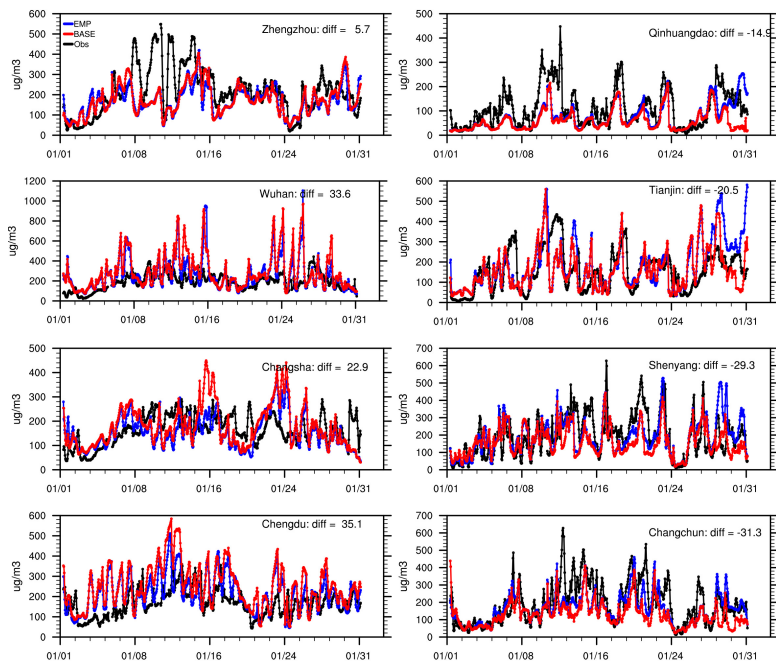 600
500
400
300
200
100
0
ug/m3
EMP
BASE
Obs
Zhengzhou: diff = 5.7
01/01 01/08 01/16 01/24 01/31
500
400
300
200
100
0
ug/m3
Qinhuangdao: diff = -14.9
01/01 01/08 01/16 01/24 01/31
1200
1000
800
600
400
200
0
ug/m3
Wuhan: diff = 33.6
01/01 01/08 01/16 01/24 01/31
600
500
400
300
200
100
0
ug/m3
Tianjin: diff = -20.5
01/01 01/08 01/16 01/24 01/31
500
400
300
200
100
0
ug/m3
Changsha: diff = 22.9
01/01 01/08 01/16 01/24 01/31
700
600
500
400
300
200
100
0
ug/m3
Shenyang: diff = -29.3
01/01 01/08 01/16 01/24 01/31
600
500
400
300
200
100
0
ug/m3
Chengdu: diff = 35.1
01/01 01/08 01/16 01/24 01/31
700
600
500
400
300
200
100
0
ug/m3
Changchun: diff = -31.3
01/01 01/08 01/16 01/24 01/31